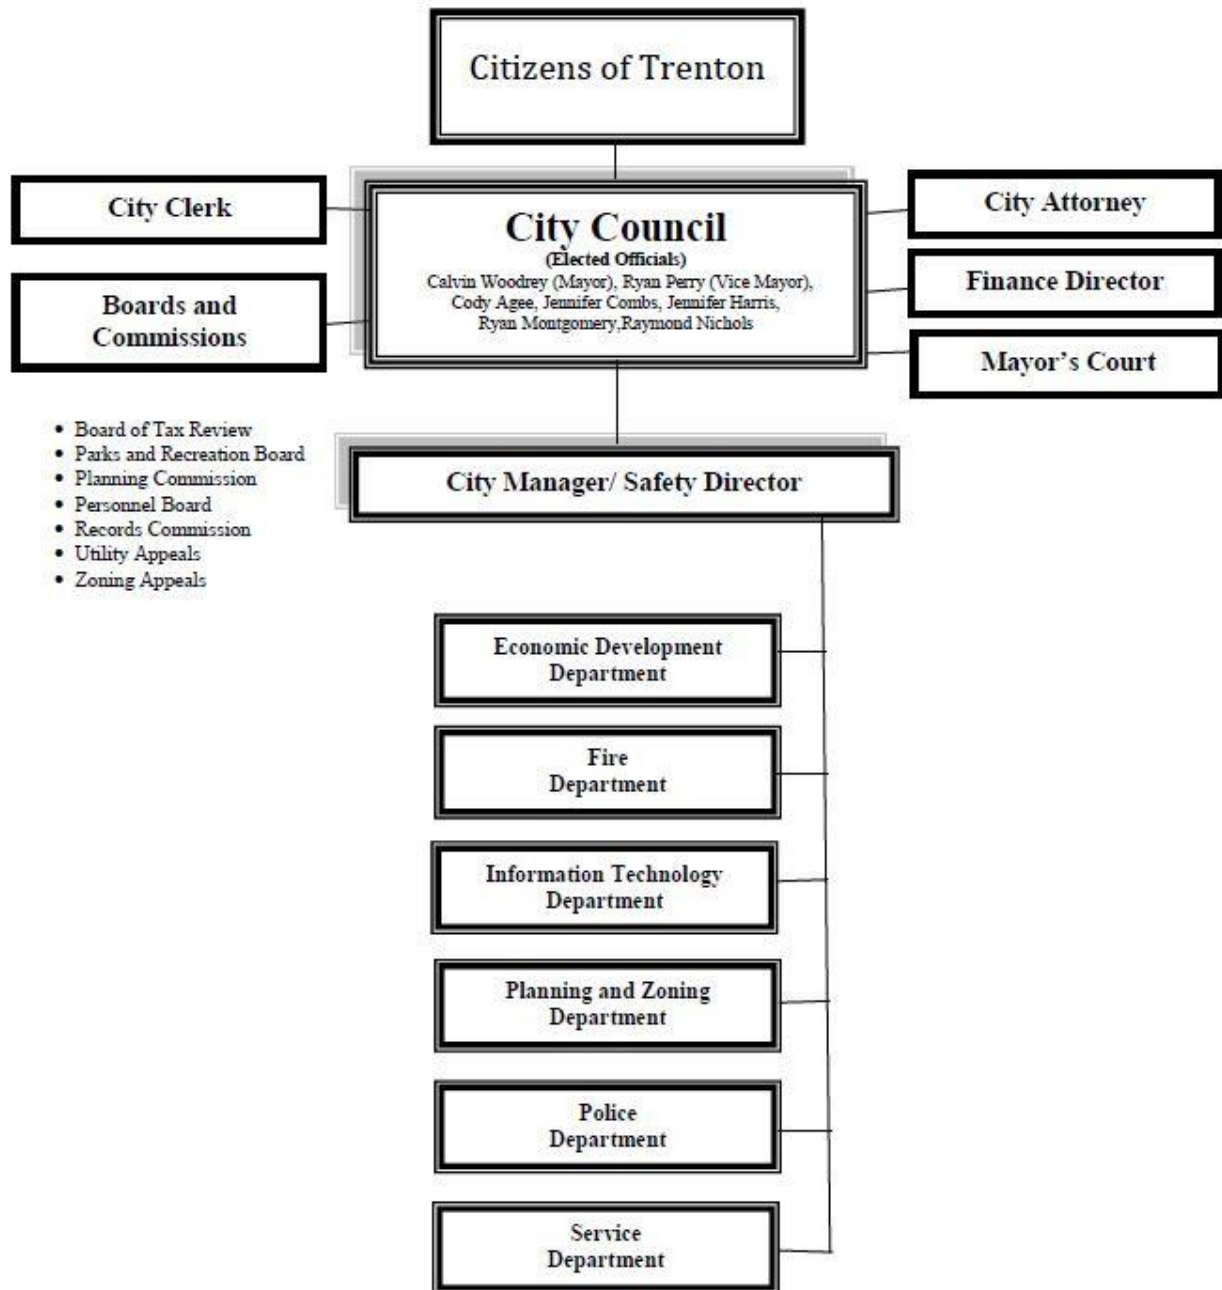 Citizens of Trenton
City Clerk
City Council
(Elected Officials)
Calvin Woodrey (Mayor), Ryan Perry (Vice Mayor),
Cody Agee, Jennifer Combs, Jennifer Harris,
Ryan Montgomery,Raymond Nichols
City Attorney
Finance Director
Mayor’s Court
Boards and
Commissions
• Board of Tax Review
• Parks and Recreation Board
• Planning Commission
• Personnel Board
• Records Commission
• Utility Appeals
• Zoning Appeals
City Manager/ Safety Director
Economic Development
Department
Fire
Department
Information Technology
Department
Planning and Zoning
Department
Police
Department
Service
Department